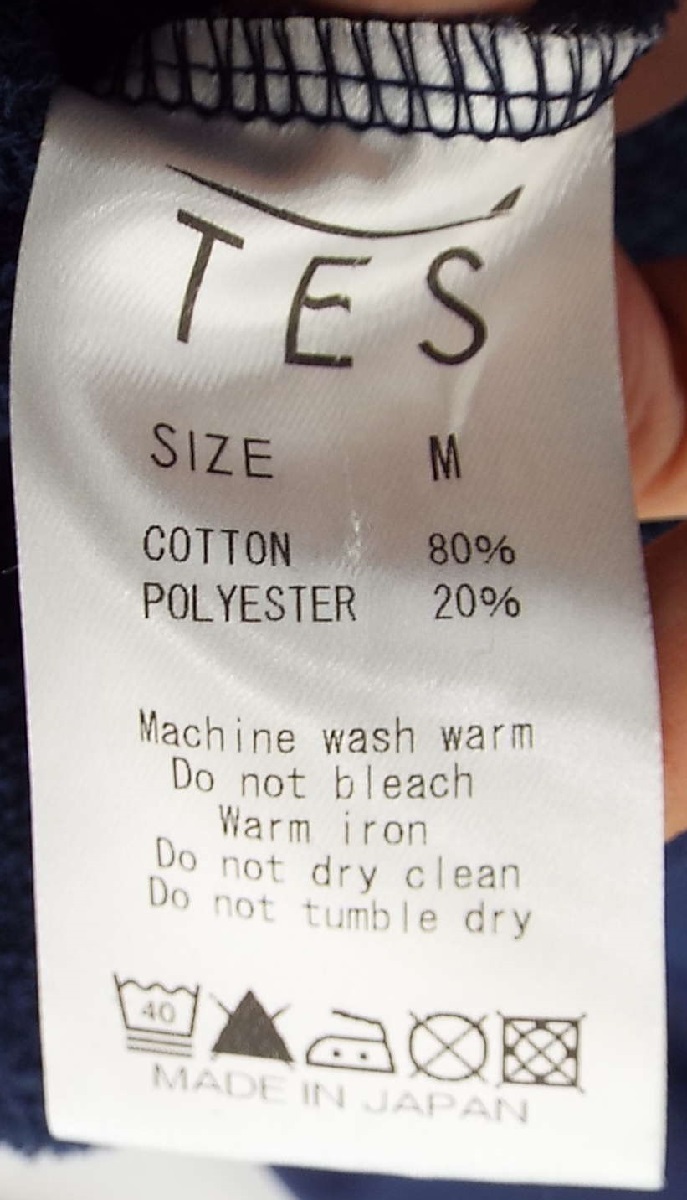 TES
SIZE M
COTTON 80%
POLYESTER 20%
Machine wash warm
Do not bleach
Warm iron
Do not dry clean
Do not tumble dry
40
MADE IN JAPAN